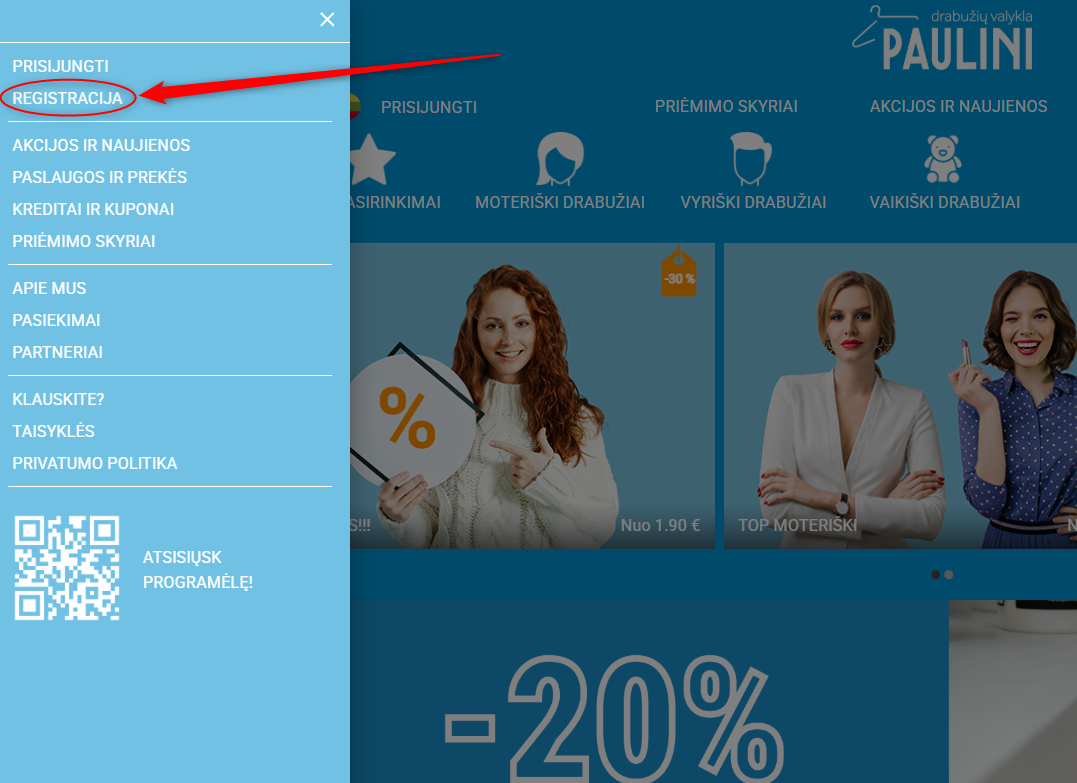 PRISIJUNGTI
REGISTRACIJA
AKCIJOS IR NAUJIENOS
PASLAUGOS IR PREKĖS
KREDITAI IR KUPONAI
PRIĖMIMO SKYRIAI
APIE MUS
PASIEKIMAI
PARTNERIAI
KLAUSKITE?
TAISYKLĖS
PRIVATUMO POLITIKA
ATSISIŲSK
PROGRAMĖLĘ!
drabužių valykla
PAULINI
PRISIJUNGTI PRIĖMIMO SKYRIAI AKCIJOS IR NAUJIENOS
ASIRINKIMAI MOTERIŠKI DRABUŽIAI VYRIŠKI DRABUŽIAI VAIKIŠKI DRABUŽIAI
-30 %
%
S!!! Nuo 1.90 € TOP MOTERIŠKI N
-20%